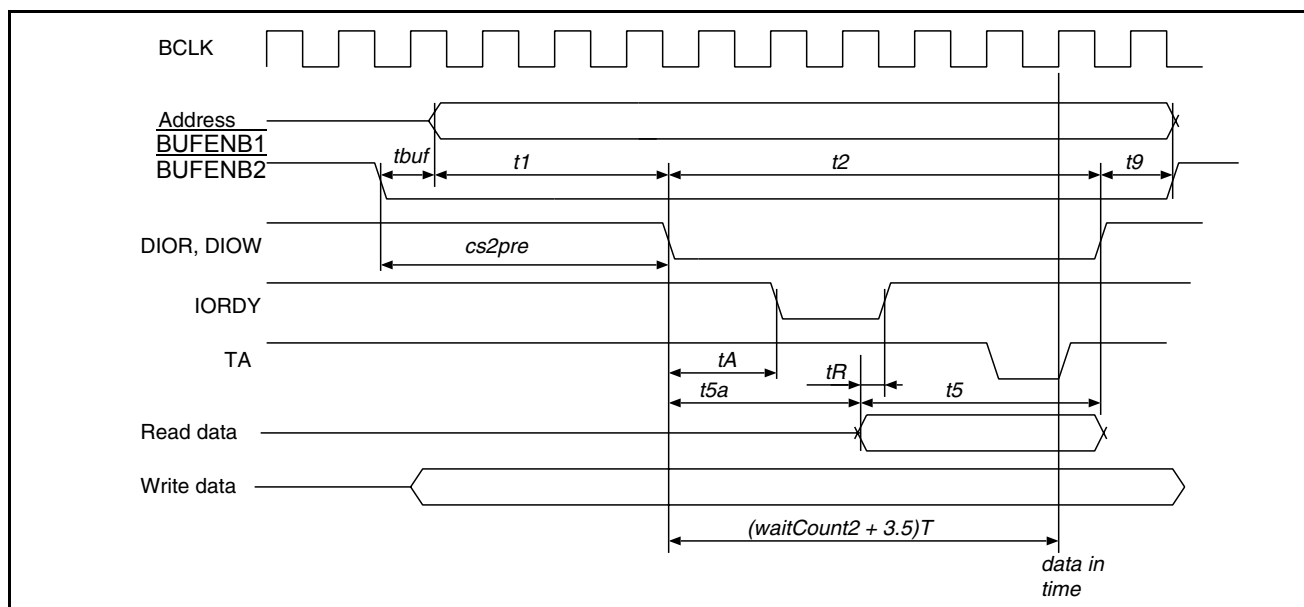 BCLK
Address
BUFENB1
BUFENB2
tbuf
t1
t2
t9
DIOR, DIOW
cs2pre
IORDY
TA
tA
tR
t5a
t5
Read data
Write data
(waitCount2 + 3.5)T
data in
time